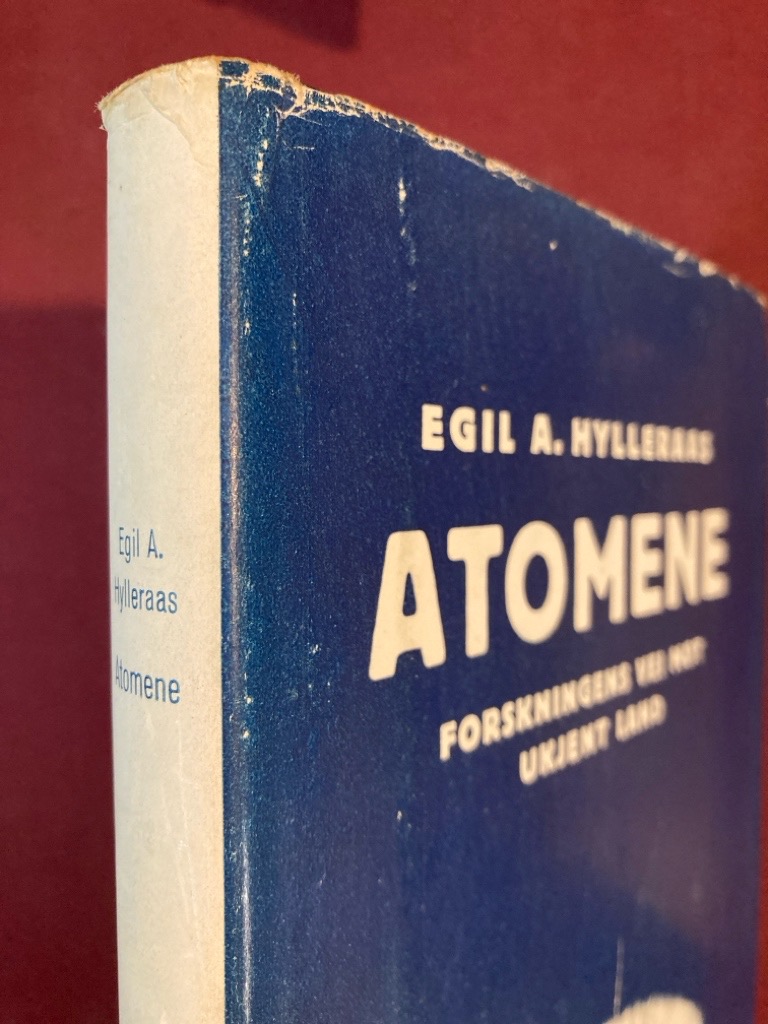 Egil A.
Hylleraas
Atomene
EGIL A. HYLLERAAS
ATOMENE
FORSKNINGENS VEI MOT
UKJENT LAND